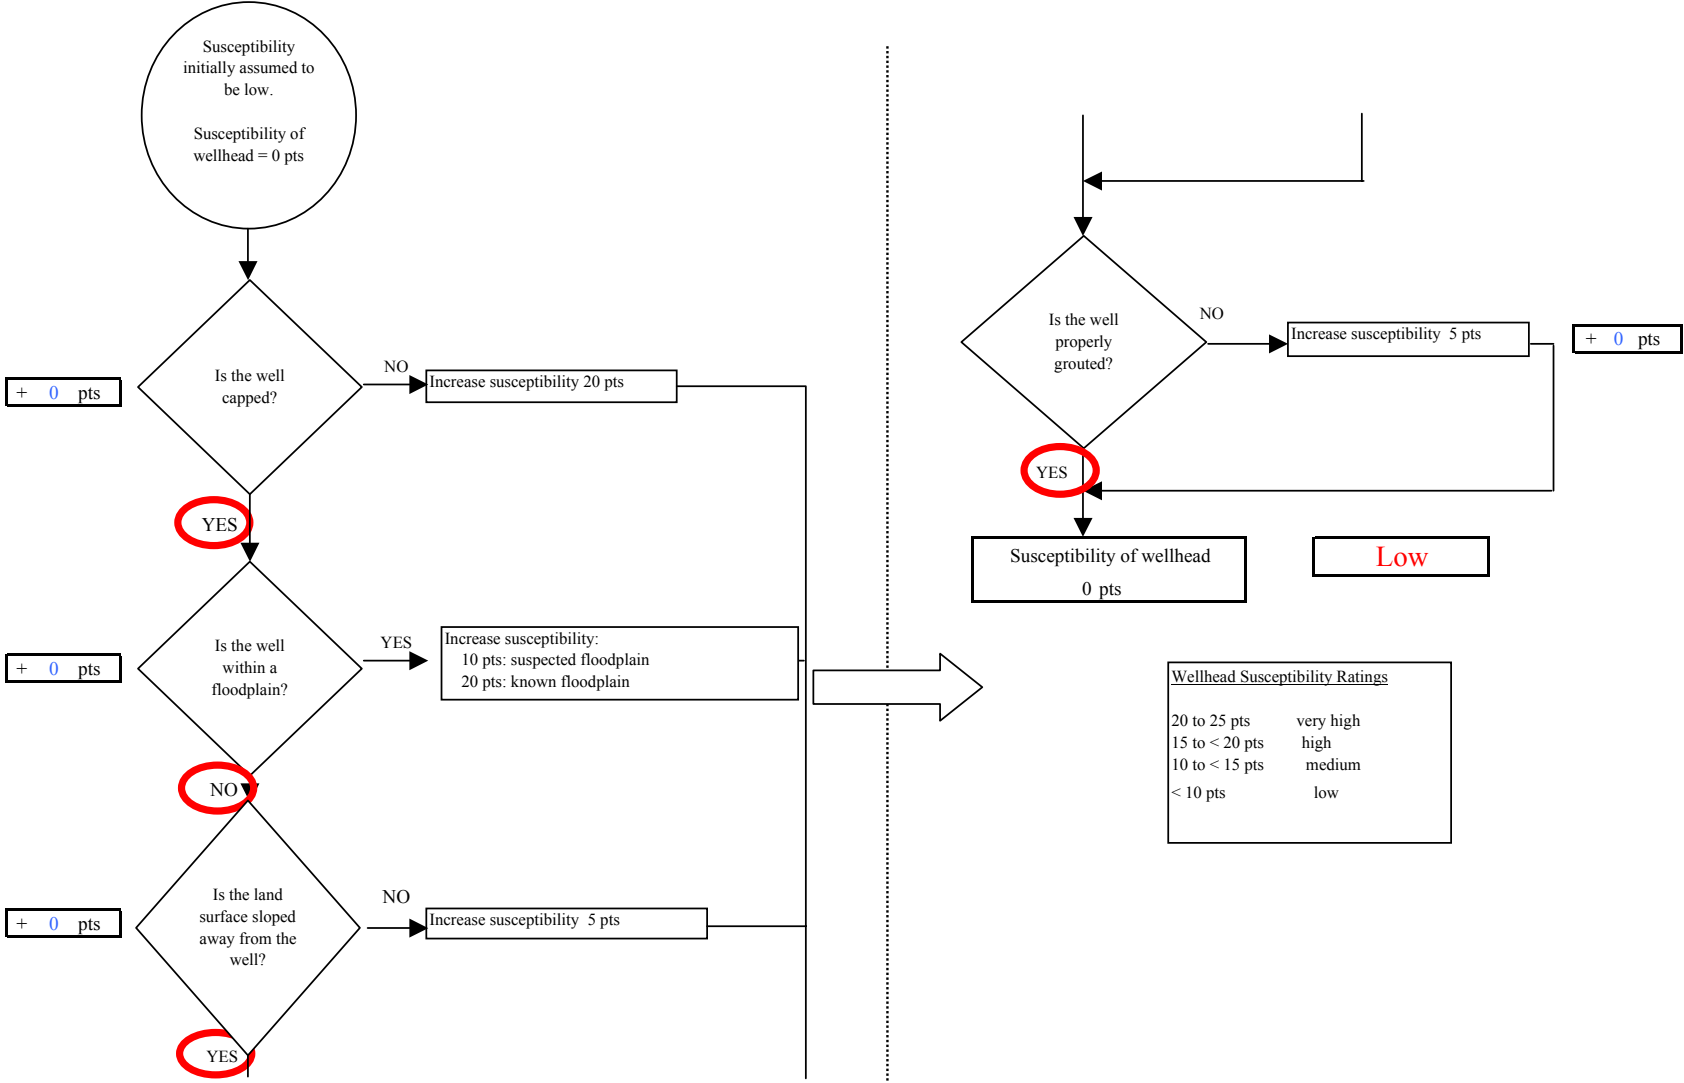 Susceptibility
initially assumed to
be low.
Susceptibility of
wellhead = 0 pts
Is the well
capped?
NO
Increase susceptibility 20 pts
+ 0 pts
YES
Is the well
within a
floodplain?
YES
Increase susceptibility:
10 pts: suspected floodplain
20 pts: known floodplain
+ 0 pts
NO
Is the land
surface sloped
away from the
well?
NO
Increase susceptibility 5 pts
+ 0 pts
YES
Is the well
properly
grouted?
NO
Increase susceptibility 5 pts
+ 0 pts
YES
Susceptibility of wellhead
0 pts
Low
Wellhead Susceptibility Ratings
20 to 25 pts very high
15 to < 20 pts high
10 to < 15 pts medium
< 10 pts low